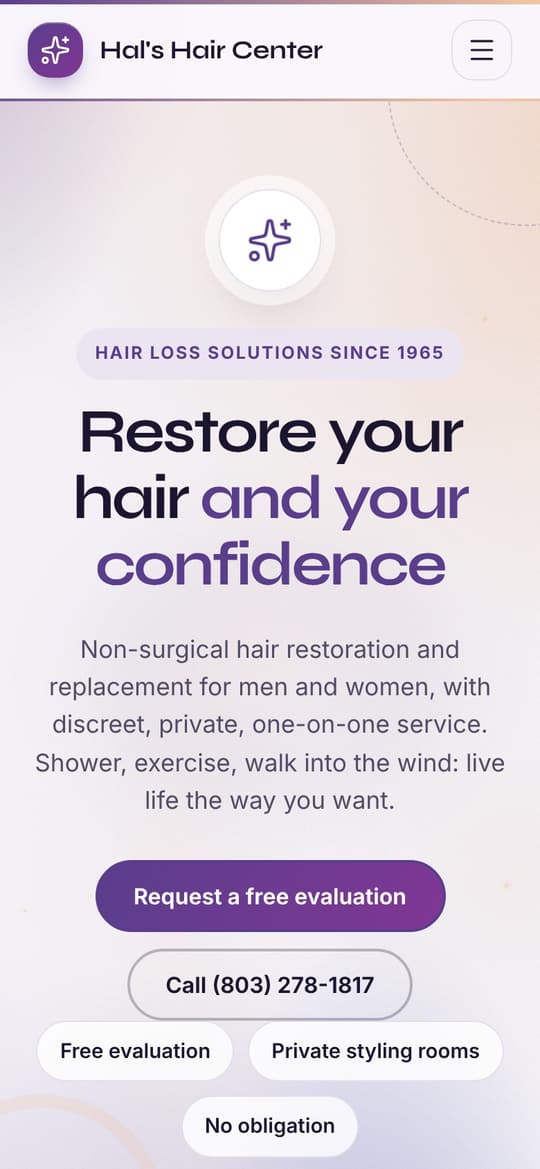 Hal's Hair Center
HAIR LOSS SOLUTIONS SINCE 1965
Restore your
hair and your
confidence
Non-surgical hair restoration and
replacement for men and women, with
discreet, private, one-on-one service.
Shower, exercise, walk into the wind: live
life the way you want.
Request a free evaluation
Call (803) 278-1817
Free evaluation
Private styling rooms
No obligation